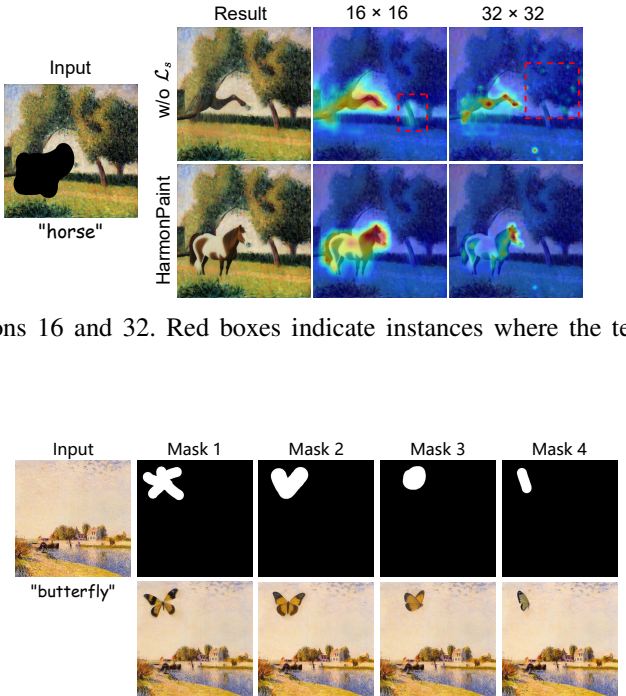 Result 16 × 16 32 × 32
Input
w/o ℒₛ
HarmonPaint
"horse"
ons 16 and 32. Red boxes indicate instances where the te
Input Mask 1 Mask 2 Mask 3 Mask 4
"butterfly"